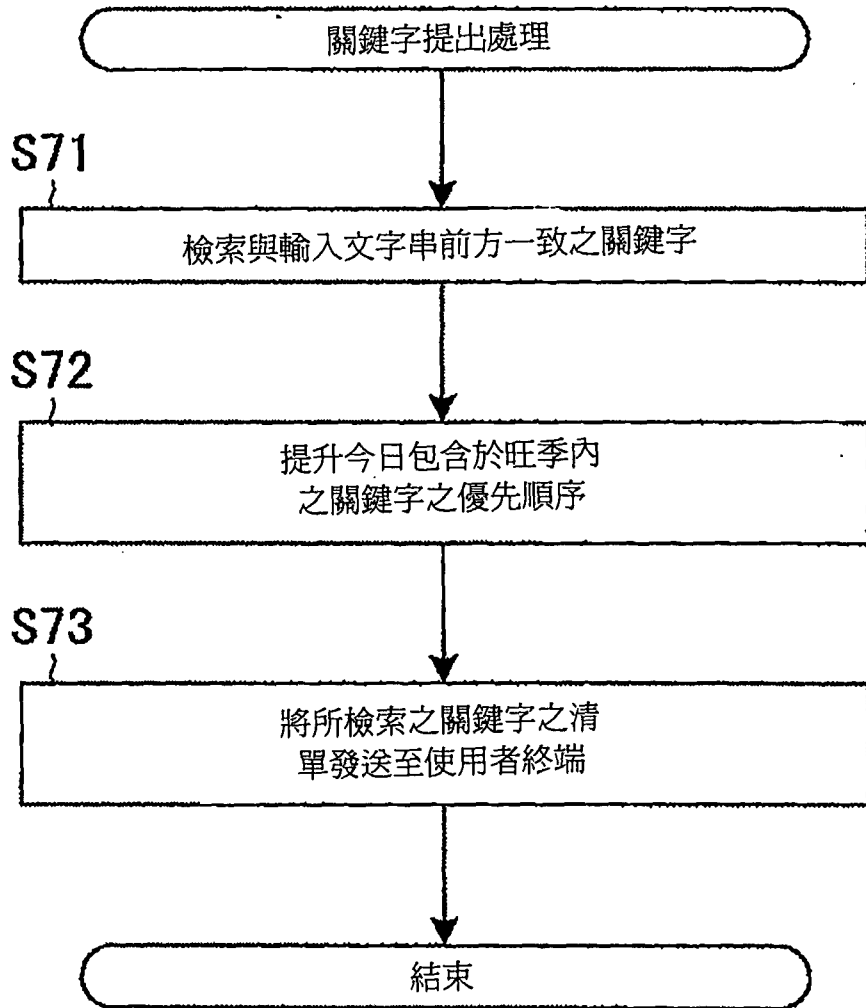 關鍵字提出處理
S71
檢索與輸入文字串前方一致之關鍵字
S72
提升今日包含於旺季內
之關鍵字之優先順序
S73
將所檢索之關鍵字之清
單發送至使用者終端
結束